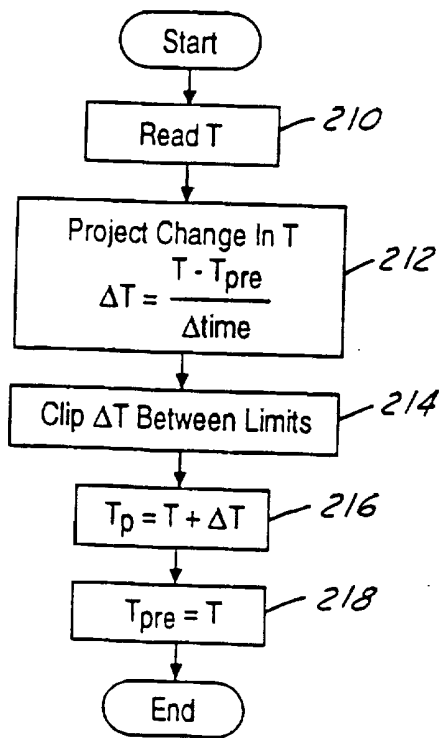 Start
Read T
210
Project Change In T
ΔT = (T - Tpre) / Δtime
212
Clip ΔT Between Limits
214
Tp = T + ΔT
216
Tpre = T
218
End